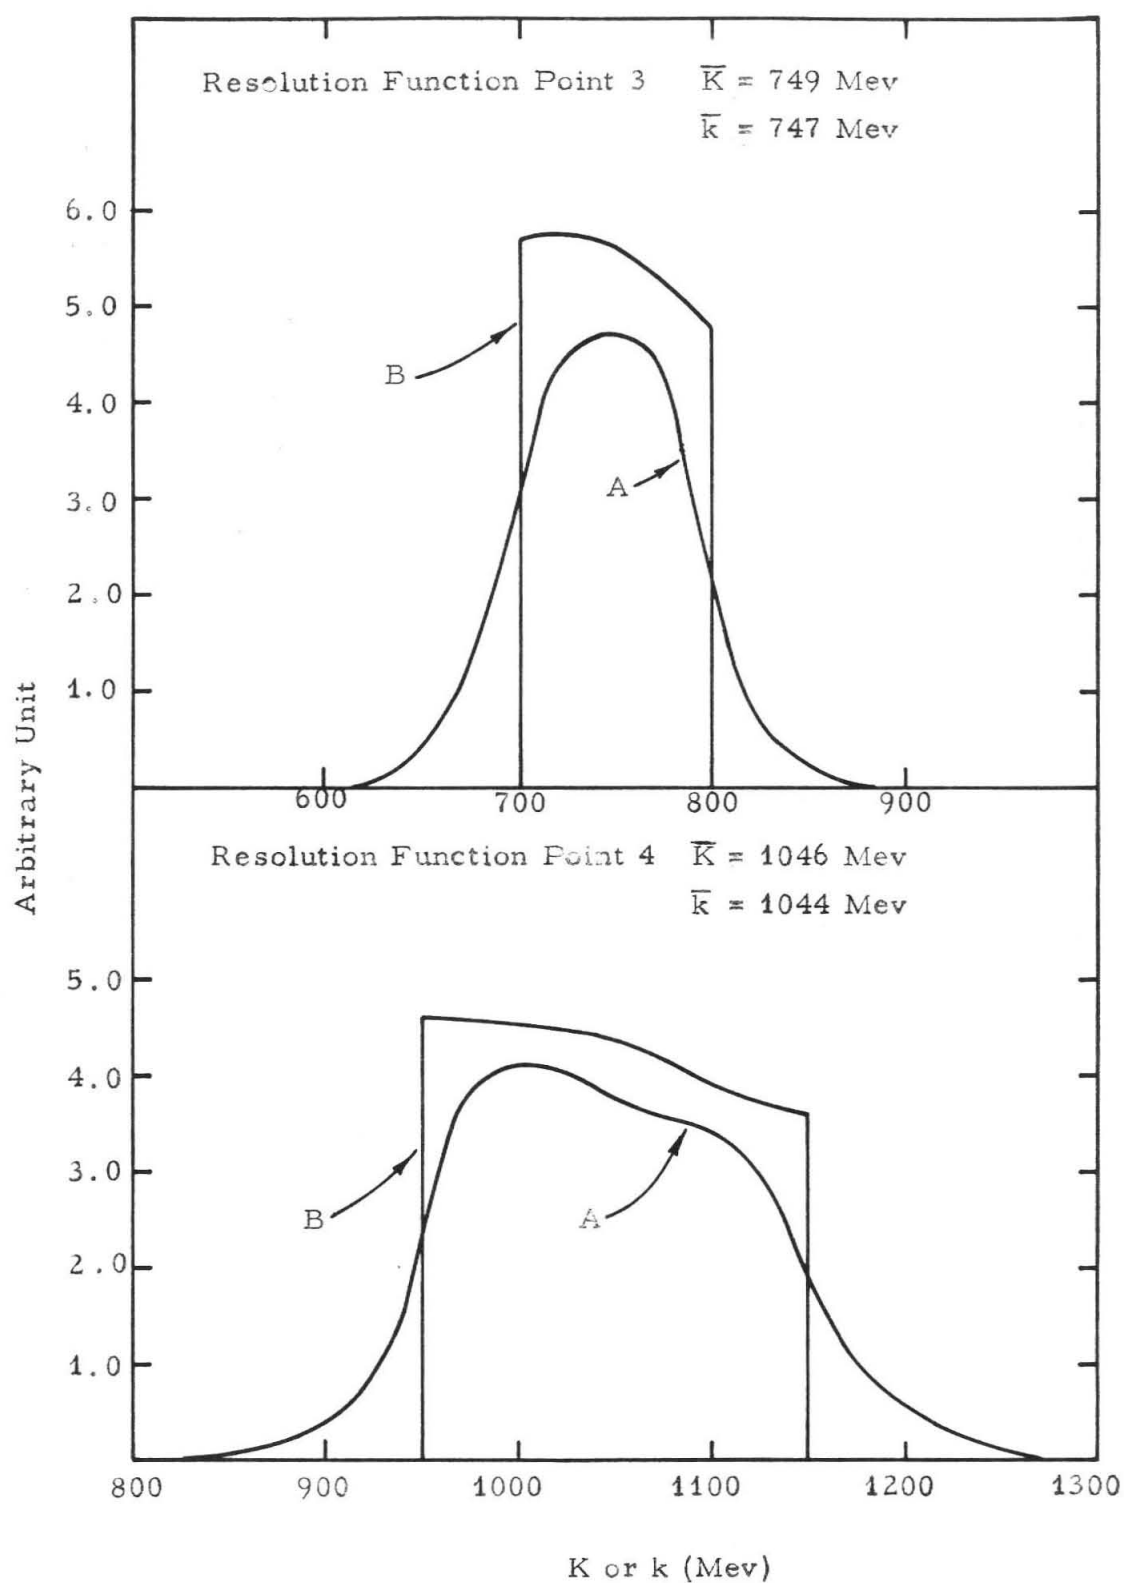 Resolution Function Point 3 K̅ = 749 Mev
k̅ = 747 Mev
6.0
5.0
B
4.0
A
3.0
2.0
1.0
600 700 800 900
Arbitrary Unit
Resolution Function Point 4 K̅ = 1046 Mev
k̅ = 1044 Mev
5.0
4.0
3.0
B A
2.0
1.0
800 900 1000 1100 1200 1300
K or k (Mev)